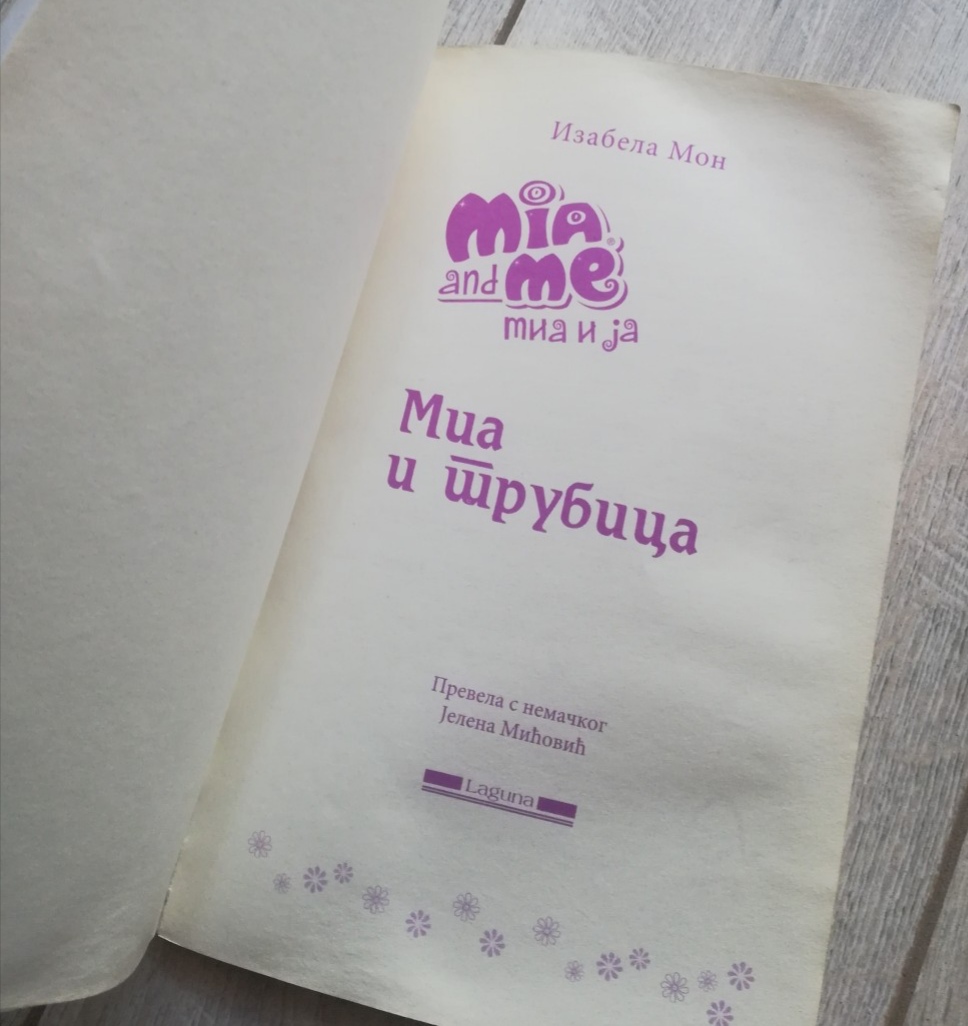 Изабела Мон
mia
and me
миа и ја
Миа
и трубица
Превела с немачког
Јелена Мићовић
Laguna